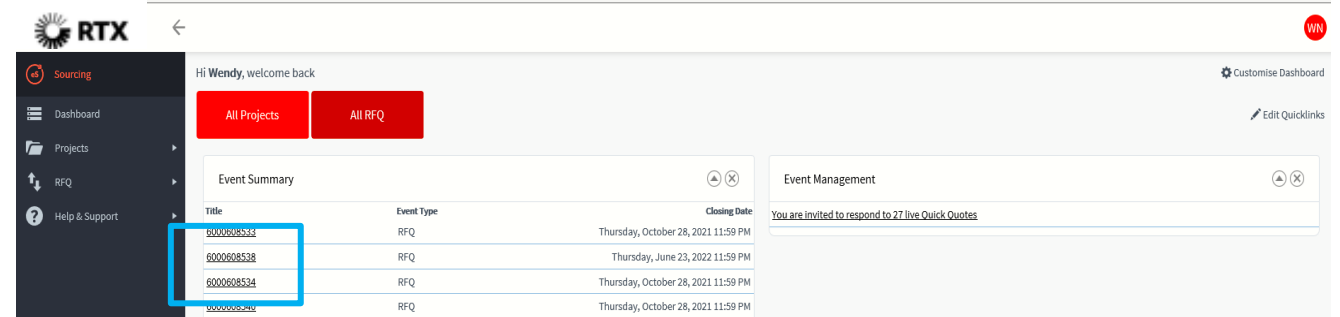 RTX
WN
eS Sourcing
Hi Wendy, welcome back
Customise Dashboard
Dashboard
All Projects All RFQ
Edit Quicklinks
Projects
RFQ
Help & Support
Event Summary
Title Event Type Closing Date
6000608533 RFQ Thursday, October 28, 2021 11:59 PM
6000608538 RFQ Thursday, June 23, 2022 11:59 PM
6000608534 RFQ Thursday, October 28, 2021 11:59 PM
6000608540 RFQ Thursday, October 28, 2021 11:59 PM
Event Management
You are invited to respond to 27 live Quick Quotes